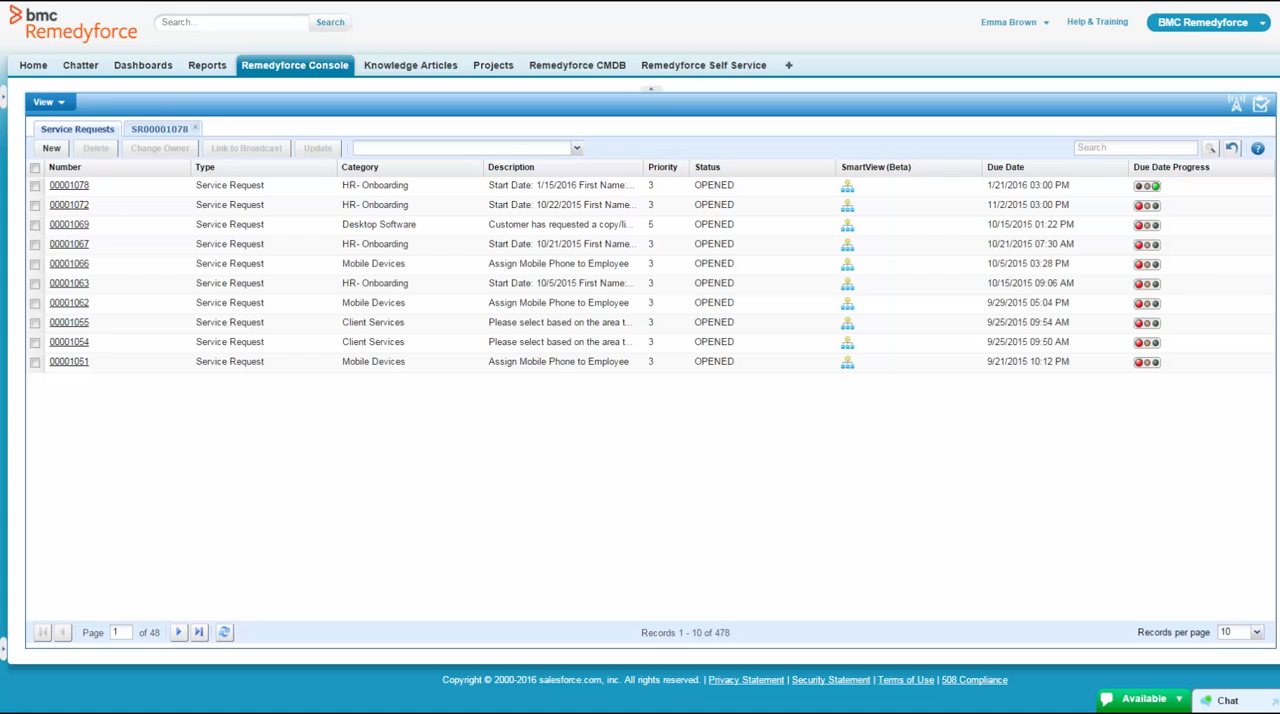 bmc
Remedyforce
Search... Search
Emma Brown Help & Training BMC Remedyforce
Home Chatter Dashboards Reports Remedyforce Console Knowledge Articles Projects Remedyforce CMDB Remedyforce Self Service +
View
Service Requests SR00001078
New Delete Change Owner Link to Broadcast Update Search
Number Type Category Description Priority Status SmartView (Beta) Due Date Due Date Progress
00001078 Service Request HR- Onboarding Start Date: 1/15/2016 First Name:... 3 OPENED 1/21/2016 03:00 PM
00001072 Service Request HR- Onboarding Start Date: 10/22/2015 First Name... 3 OPENED 11/2/2015 03:00 PM
00001069 Service Request Desktop Software Customer has requested a copy/li... 5 OPENED 10/15/2015 01:22 PM
00001067 Service Request HR- Onboarding Start Date: 10/21/2015 First Name... 3 OPENED 10/21/2015 07:30 AM
00001066 Service Request Mobile Devices Assign Mobile Phone to Employee 3 OPENED 10/5/2015 03:28 PM
00001063 Service Request HR- Onboarding Start Date: 10/5/2015 First Name:... 3 OPENED 10/15/2015 09:06 AM
00001062 Service Request Mobile Devices Assign Mobile Phone to Employee 3 OPENED 9/29/2015 05:04 PM
00001055 Service Request Client Services Please select based on the area t... 3 OPENED 9/25/2015 09:54 AM
00001054 Service Request Client Services Please select based on the area t... 3 OPENED 9/25/2015 09:50 AM
00001051 Service Request Mobile Devices Assign Mobile Phone to Employee 3 OPENED 9/21/2015 10:12 PM
Page 1 of 48 Records 1 - 10 of 478 Records per page 10
Copyright © 2000-2016 salesforce.com, inc. All rights reserved. | Privacy Statement | Security Statement | Terms of Use | 508 Compliance
Available Chat